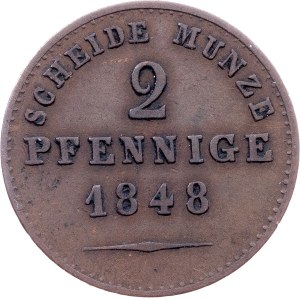 SCHEIDE MUNZE
2
PFENNIGE
1848